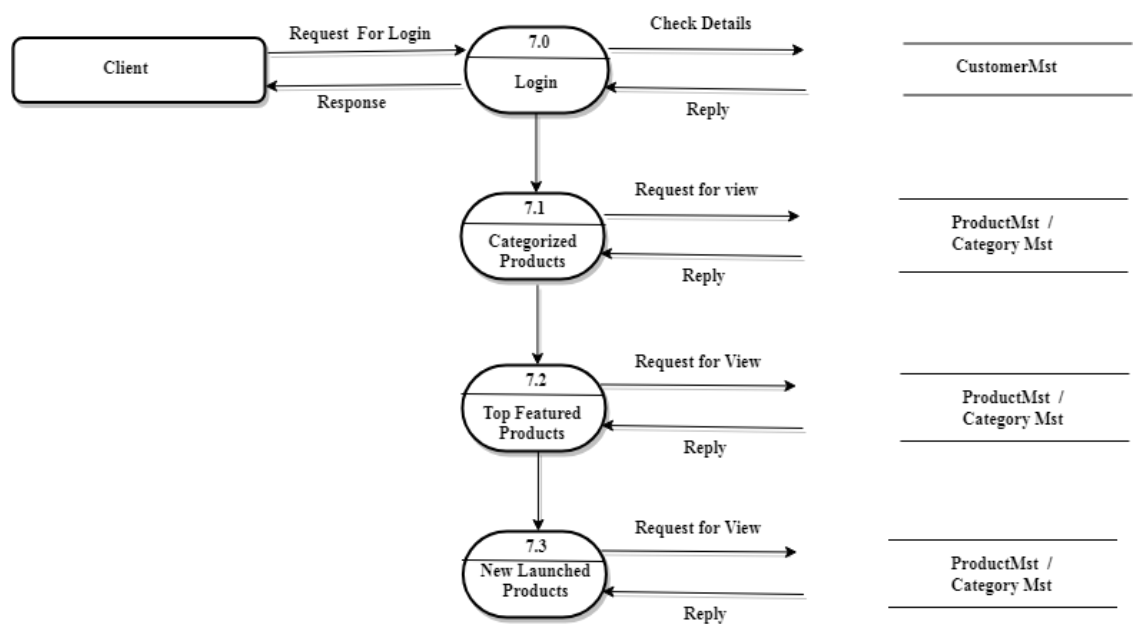 Request For Login
Check Details
7.0
Client
Login
CustomerMst
Response
Reply
Request for view
7.1
Categorized
Products
ProductMst /
Category Mst
Reply
Request for View
7.2
Top Featured
Products
ProductMst /
Category Mst
Reply
Request for View
7.3
New Launched
Products
ProductMst /
Category Mst
Reply